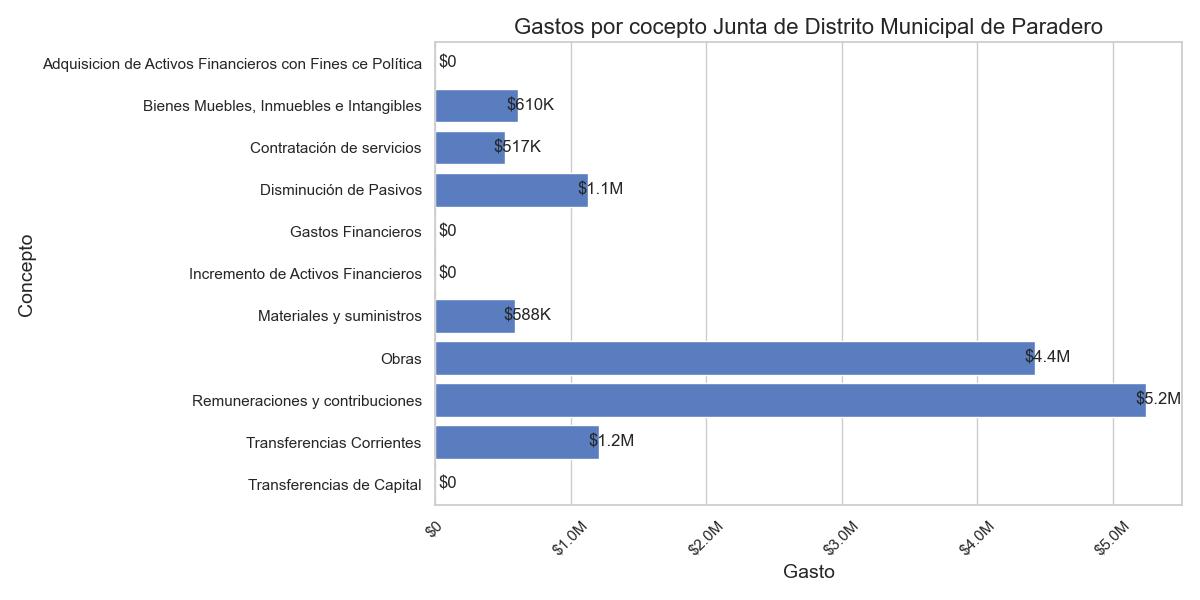 Gastos por cocepto Junta de Distrito Municipal de Paradero
Concepto
Adquisicion de Activos Financieros con Fines ce Política $0
Bienes Muebles, Inmuebles e Intangibles $610K
Contratación de servicios $517K
Disminución de Pasivos $1.1M
Gastos Financieros $0
Incremento de Activos Financieros $0
Materiales y suministros $588K
Obras $4.4M
Remuneraciones y contribuciones $5.2M
Transferencias Corrientes $1.2M
Transferencias de Capital $0
$0 $1.0M $2.0M $3.0M $4.0M $5.0M
Gasto